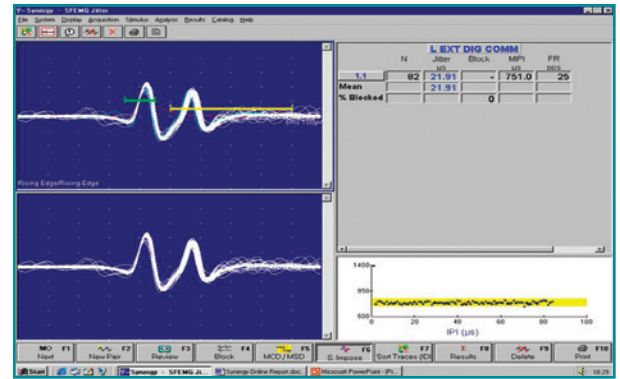 Synergy - SFEMG Jitter
File System Display Acquisition Stimulus Analysis Results Catalog Help
Rising Edge/Rising Edge
L EXT DIG COMM
N Jitter Block MIPI FR
µs µs pps
1.1 82 21.91 - 751.0 25
Mean 21.91
% Blocked 0
1400
950
500
0 20 40 60 80 100
IPI (µs)
F1 F2 F3 F4 F5 F6 F7 F8 F9 F10
Next New Pair Review Block MCD / MSD S. Impose Sort Traces (IDI Results Delete Print
Start Synergy - SFEMG Ji... Synergy Online Report.doc... Microsoft PowerPoint - [Pr... 18:29